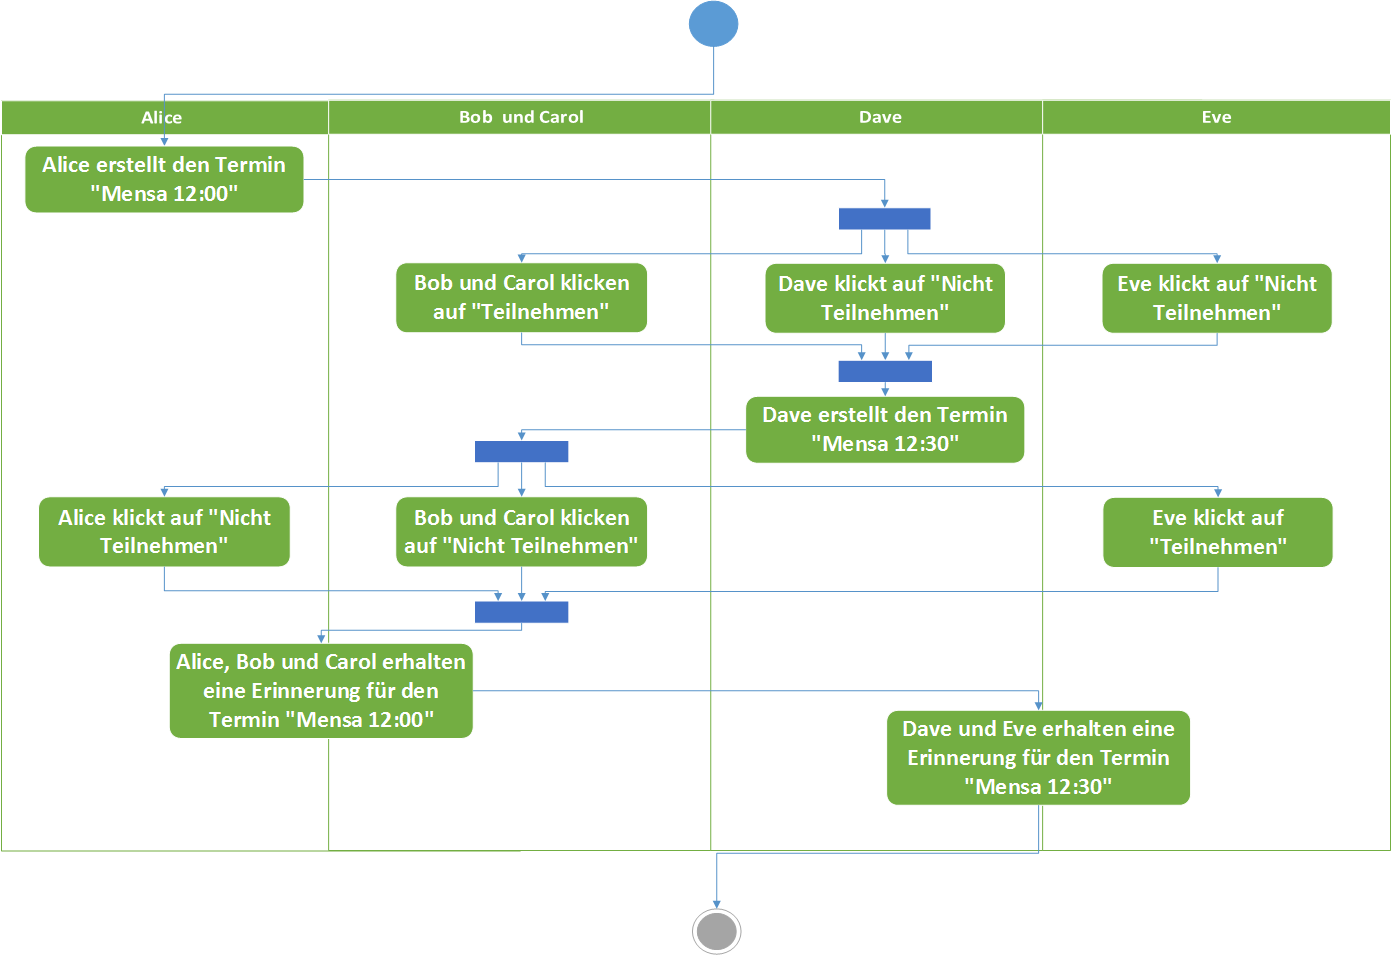 Alice
Bob und Carol
Dave
Eve
Alice erstellt den Termin
"Mensa 12:00"
Bob und Carol klicken
auf "Teilnehmen"
Dave klickt auf "Nicht
Teilnehmen"
Eve klickt auf "Nicht
Teilnehmen"
Dave erstellt den Termin
"Mensa 12:30"
Alice klickt auf "Nicht
Teilnehmen"
Bob und Carol klicken
auf "Nicht Teilnehmen"
Eve klickt auf
"Teilnehmen"
Alice, Bob und Carol erhalten
eine Erinnerung für den
Termin "Mensa 12:00"
Dave und Eve erhalten eine
Erinnerung für den Termin
"Mensa 12:30"